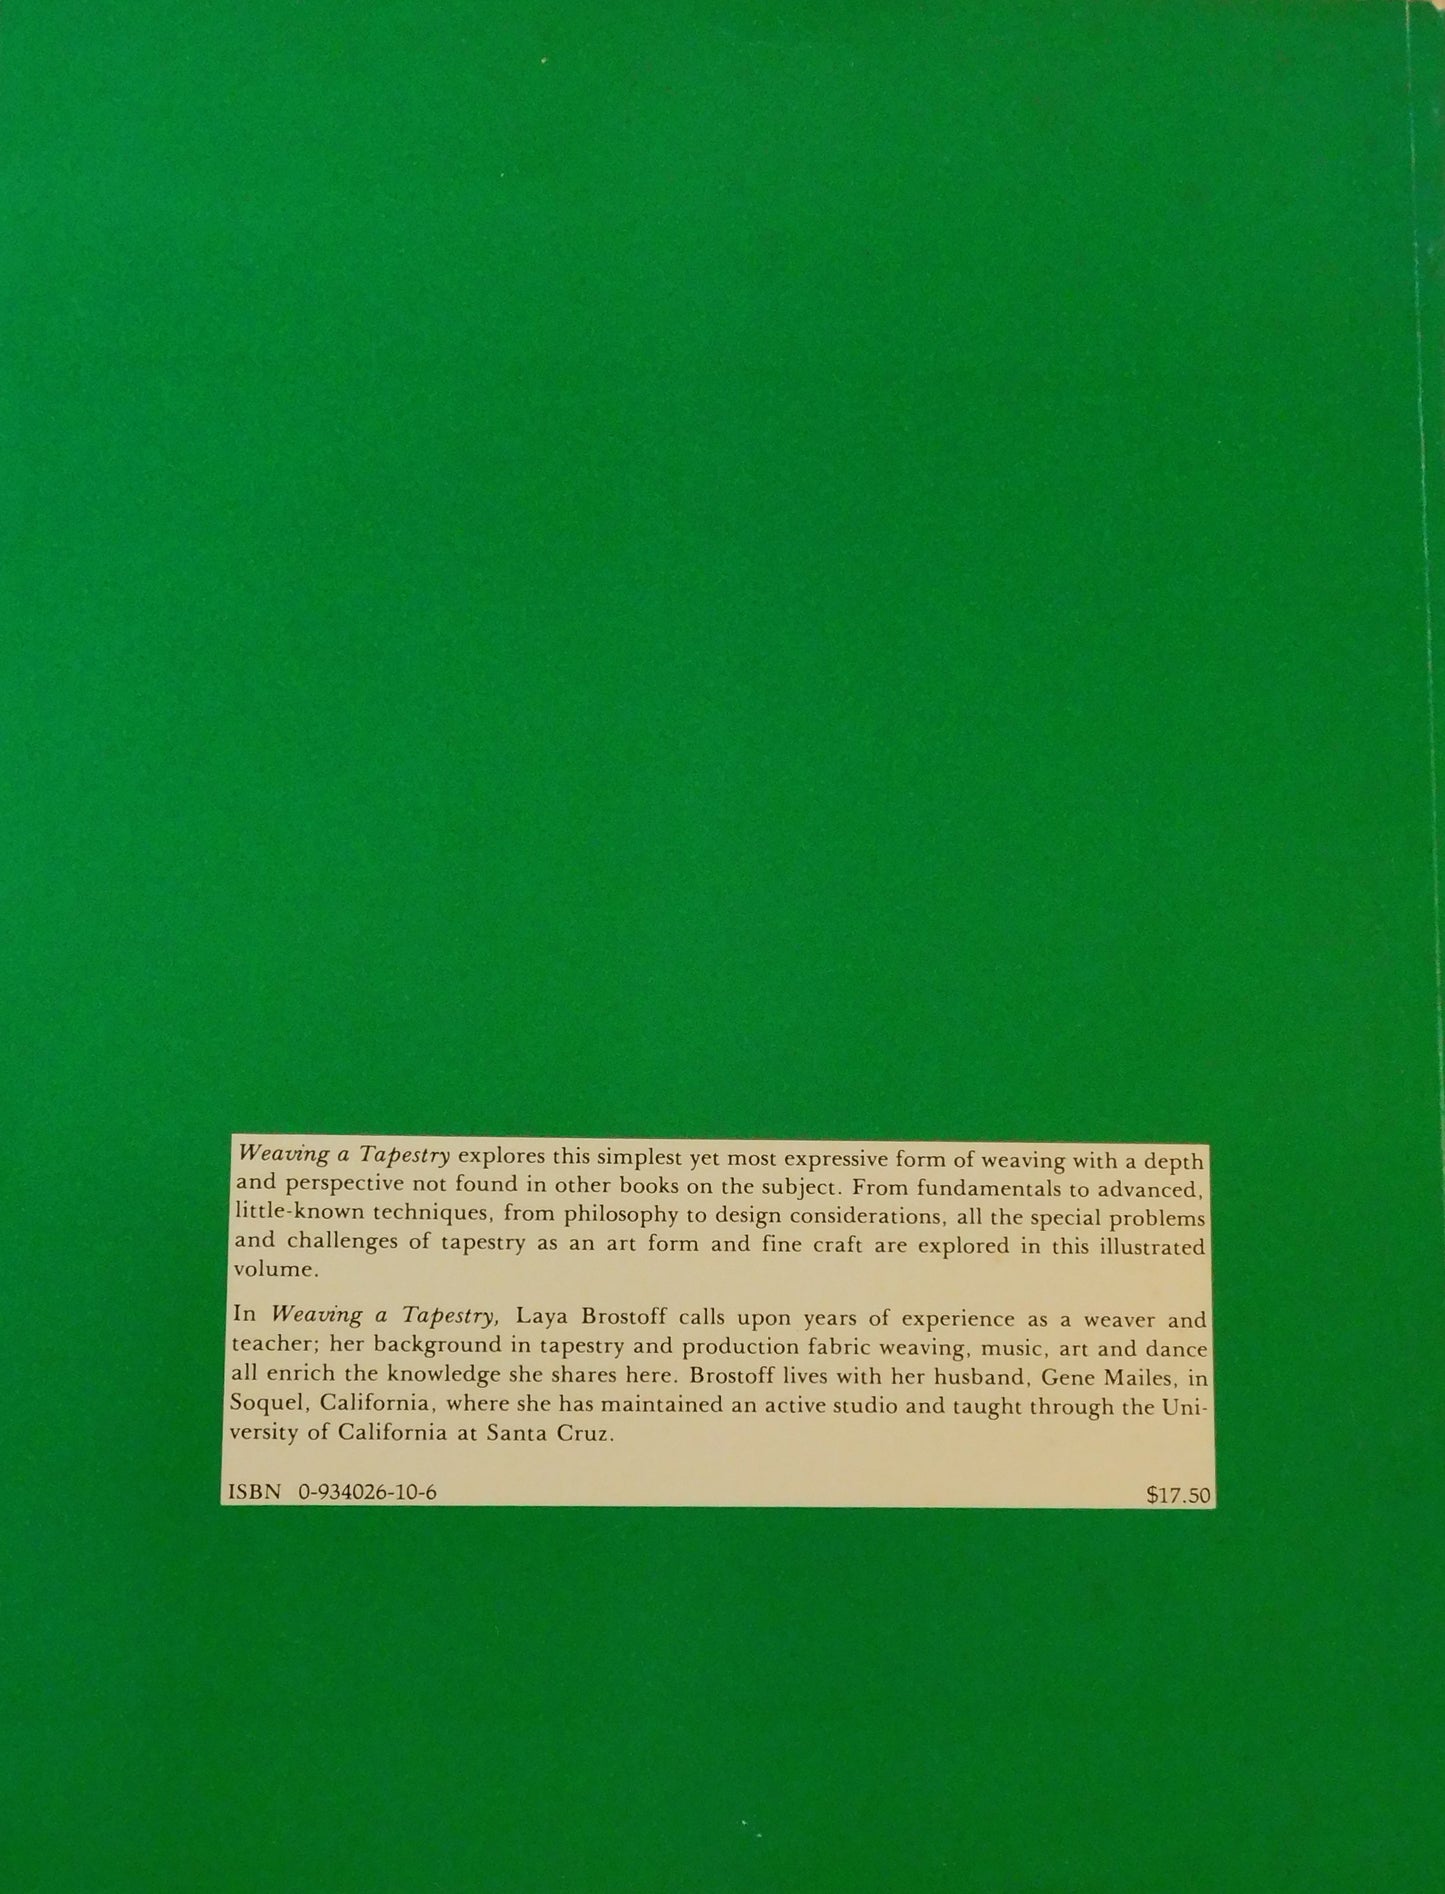 Weaving a Tapestry explores this simplest yet most expressive form of weaving with a depth
and perspective not found in other books on the subject. From fundamentals to advanced,
little-known techniques, from philosophy to design considerations, all the special problems
and challenges of tapestry as an art form and fine craft are explored in this illustrated
volume.
In Weaving a Tapestry, Laya Brostoff calls upon years of experience as a weaver and
teacher; her background in tapestry and production fabric weaving, music, art and dance
all enrich the knowledge she shares here. Brostoff lives with her husband, Gene Mailes, in
Soquel, California, where she has maintained an active studio and taught through the Uni-
versity of California at Santa Cruz.
ISBN 0-934026-10-6 $17.50